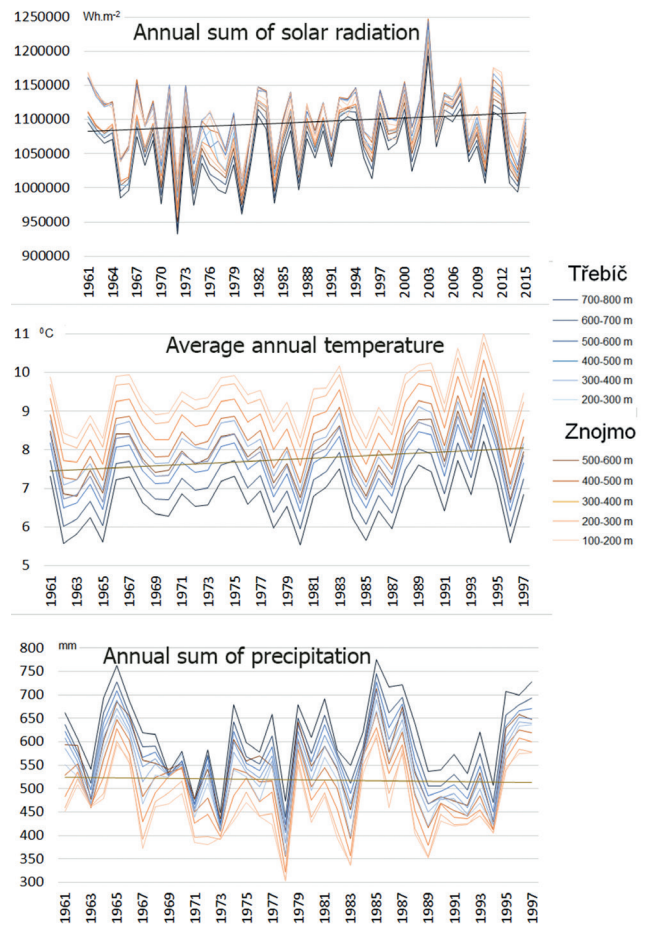 Wh.m-2
Annual sum of solar radiation
1250000
1200000
1150000
1100000
1050000
1000000
950000
900000
1961 1964 1967 1970 1973 1976 1979 1982 1985 1988 1991 1994 1997 2000 2003 2006 2009 2012 2015
⁰C
Average annual temperature
11
10
9
8
7
6
5
1961 1963 1965 1967 1969 1971 1973 1975 1977 1979 1981 1983 1985 1987 1989 1991 1993 1995 1997
mm
Annual sum of precipitation
800
750
700
650
600
550
500
450
400
350
300
1961 1963 1965 1967 1969 1971 1973 1975 1977 1979 1981 1983 1985 1987 1989 1991 1993 1995 1997
Třebíč
700-800 m
600-700 m
500-600 m
400-500 m
300-400 m
200-300 m
Znojmo
500-600 m
400-500 m
300-400 m
200-300 m
100-200 m